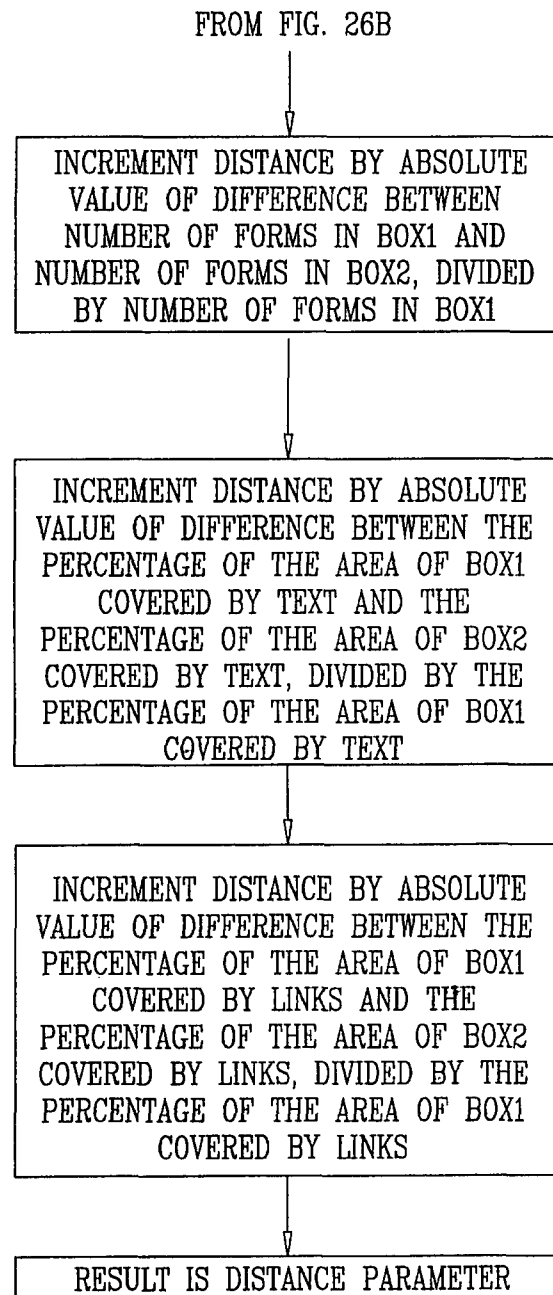 FROM FIG. 26B
INCREMENT DISTANCE BY ABSOLUTE
VALUE OF DIFFERENCE BETWEEN
NUMBER OF FORMS IN BOX1 AND
NUMBER OF FORMS IN BOX2, DIVIDED
BY NUMBER OF FORMS IN BOX1
INCREMENT DISTANCE BY ABSOLUTE
VALUE OF DIFFERENCE BETWEEN THE
PERCENTAGE OF THE AREA OF BOX1
COVERED BY TEXT AND THE
PERCENTAGE OF THE AREA OF BOX2
COVERED BY TEXT, DIVIDED BY THE
PERCENTAGE OF THE AREA OF BOX1
COVERED BY TEXT
INCREMENT DISTANCE BY ABSOLUTE
VALUE OF DIFFERENCE BETWEEN THE
PERCENTAGE OF THE AREA OF BOX1
COVERED BY LINKS AND THE
PERCENTAGE OF THE AREA OF BOX2
COVERED BY LINKS, DIVIDED BY THE
PERCENTAGE OF THE AREA OF BOX1
COVERED BY LINKS
RESULT IS DISTANCE PARAMETER